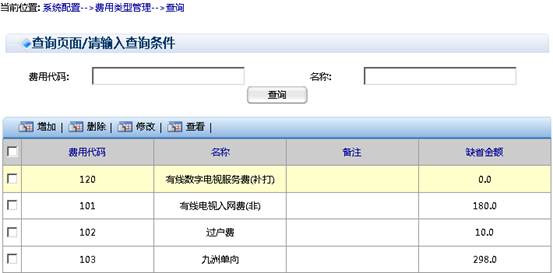 当前位置: 系统配置-->费用类型管理-->查询
查询页面/请输入查询条件
费用代码: 名称:
查询
增加 | 删除 | 修改 | 查看 |
费用代码 名称 备注 缺省金额
120 有线数字电视服务费(补打) 0.0
101 有线电视入网费(非) 180.0
102 过户费 10.0
103 九洲单向 298.0